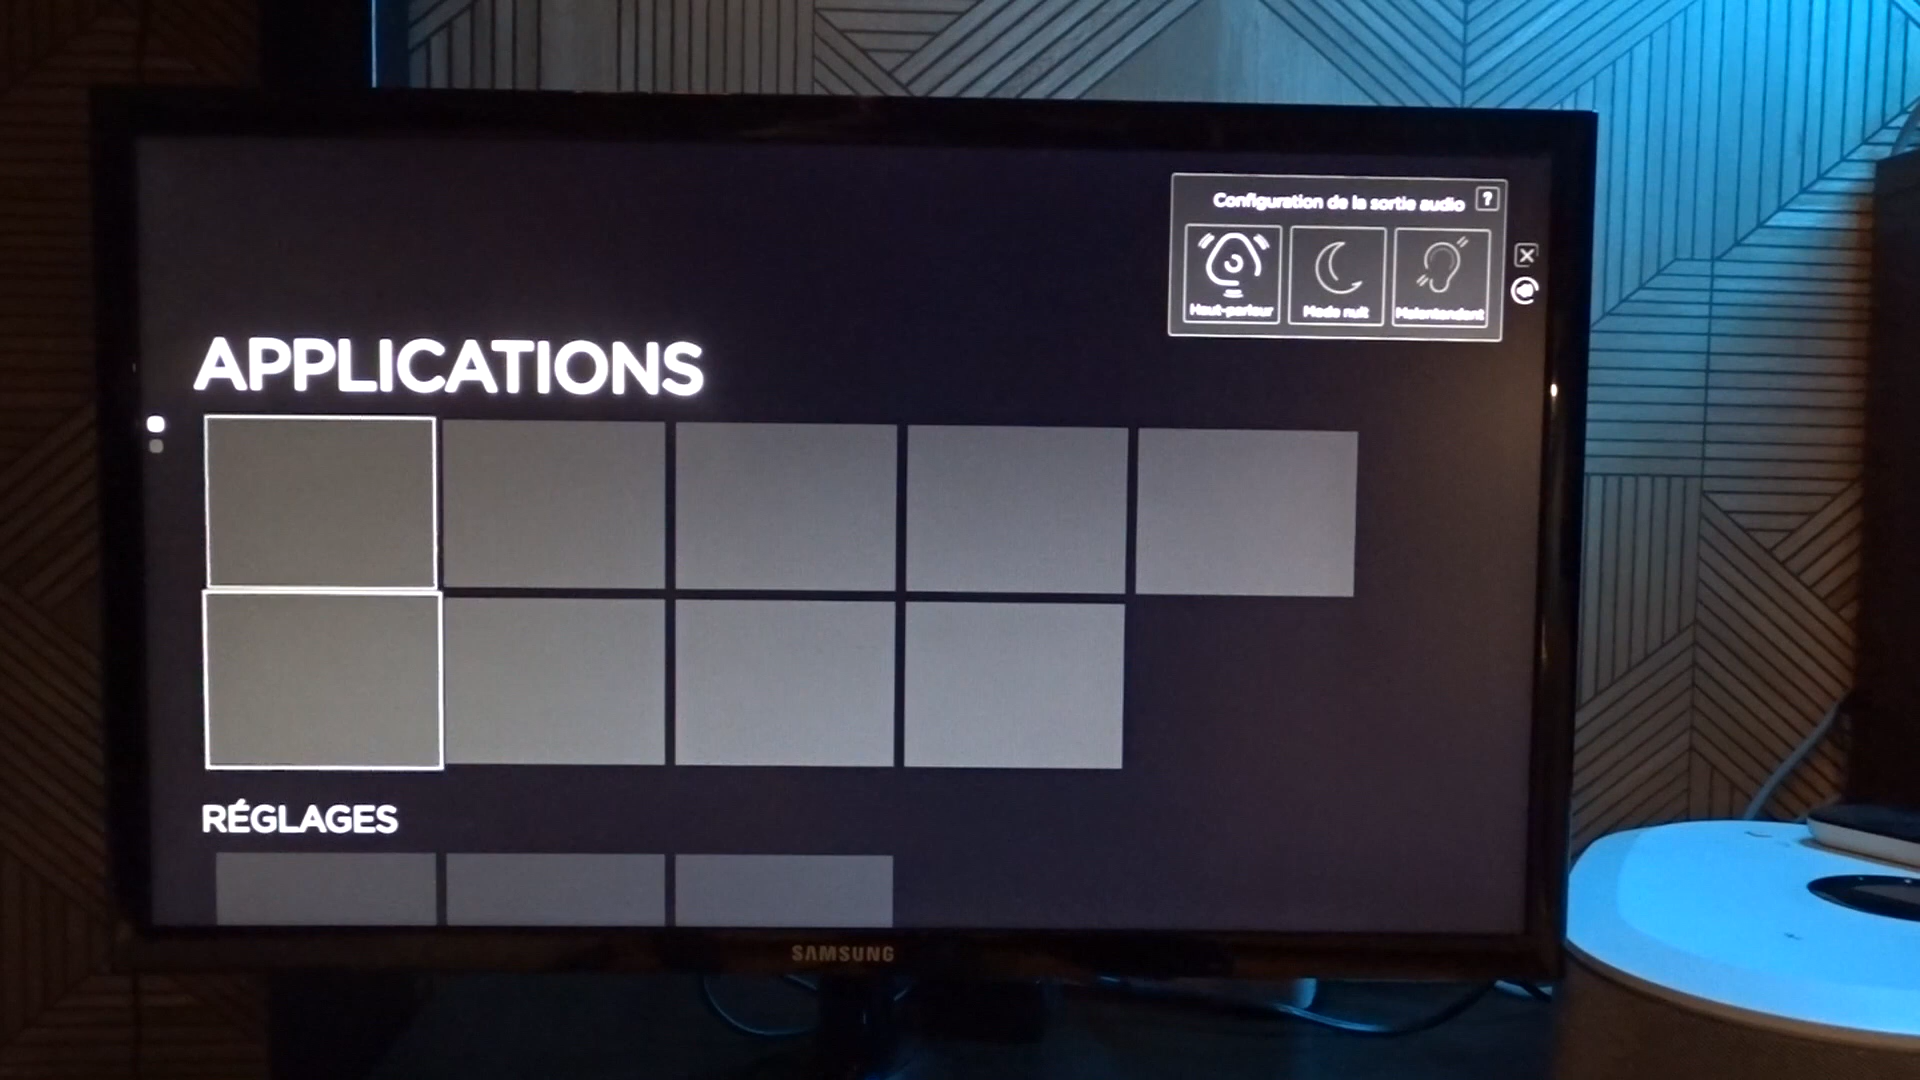 Configuration de la sortie audio ?
Haut-parleur
Mode nuit
Malentendant
APPLICATIONS
RÉGLAGES
SAMSUNG